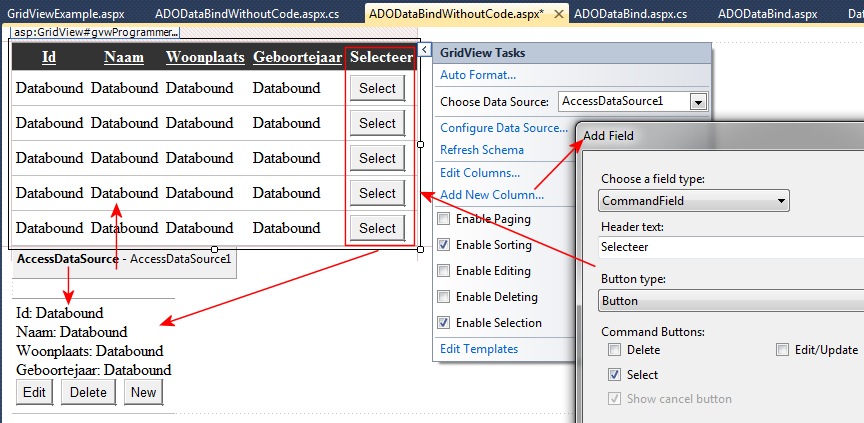 GridViewExample.aspx ADODataBindWithoutCode.aspx.cs ADODataBindWithoutCode.aspx* ADODataBind.aspx.cs ADODataBind.aspx
asp:GridView#gvwProgrammer...
Id Naam Woonplaats Geboortejaar Selecteer
Databound Databound Databound Databound Select
Databound Databound Databound Databound Select
Databound Databound Databound Databound Select
Databound Databound Databound Databound Select
Databound Databound Databound Databound Select
AccessDataSource - AccessDataSource1
Id: Databound
Naam: Databound
Woonplaats: Databound
Geboortejaar: Databound
Edit Delete New
GridView Tasks
Auto Format...
Choose Data Source: AccessDataSource1
Configure Data Source...
Refresh Schema
Edit Columns...
Add New Column...
Enable Paging
Enable Sorting
Enable Editing
Enable Deleting
Enable Selection
Edit Templates
Add Field
Choose a field type:
CommandField
Header text:
Selecteer
Button type:
Button
Command Buttons:
Delete Edit/Update
Select
Show cancel button